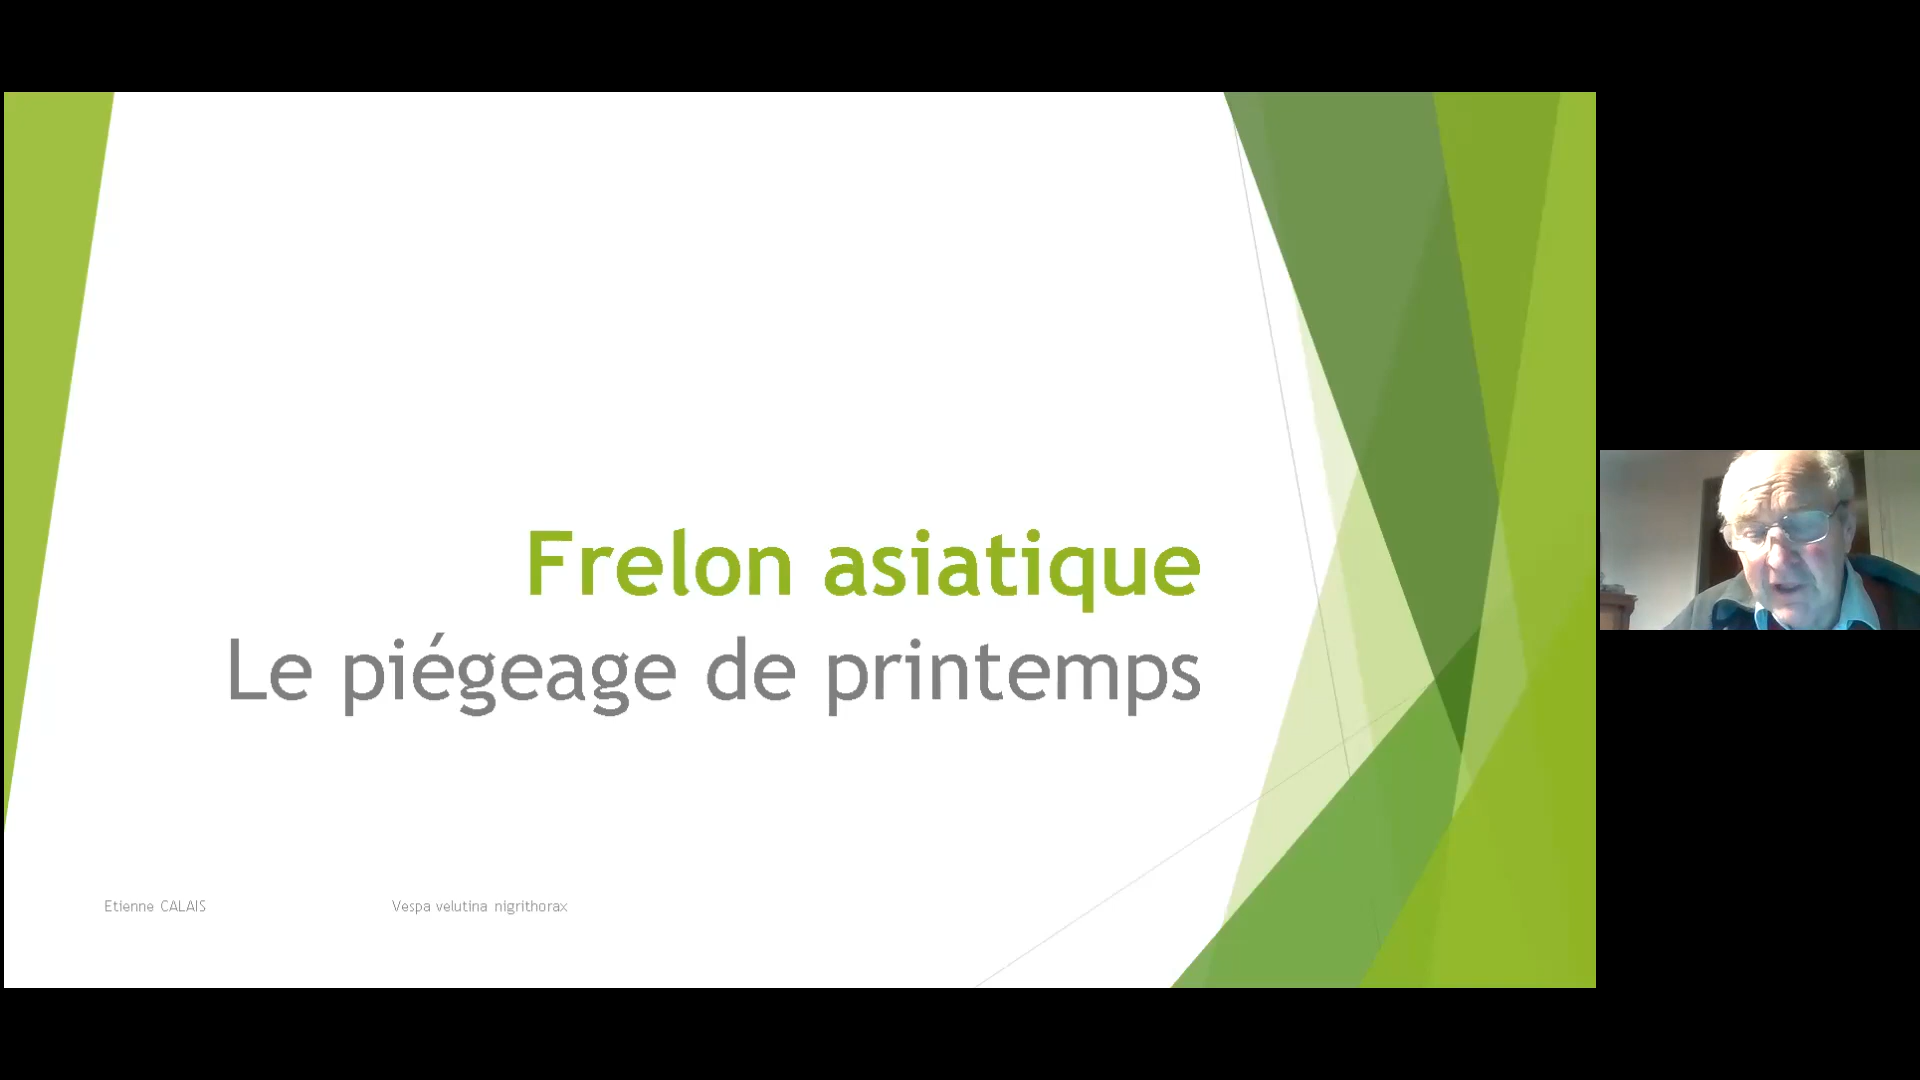 Frelon asiatique
Le piégeage de printemps
Etienne CALAIS
Vespa velutina nigrithorax